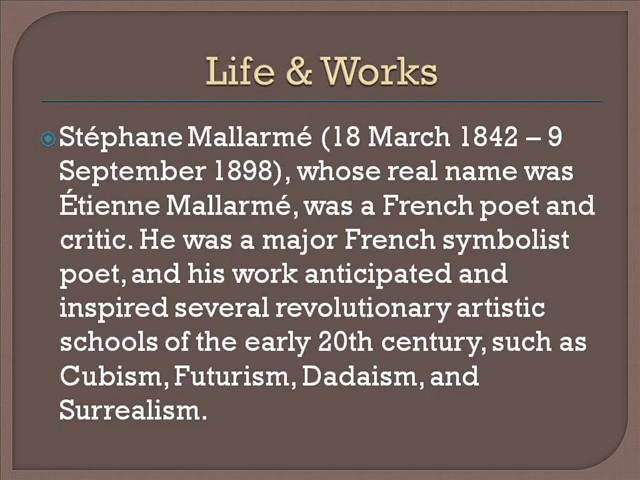 Life & Works
Stéphane Mallarmé (18 March 1842 – 9
September 1898), whose real name was
Étienne Mallarmé, was a French poet and
critic. He was a major French symbolist
poet, and his work anticipated and
inspired several revolutionary artistic
schools of the early 20th century, such as
Cubism, Futurism, Dadaism, and
Surrealism.